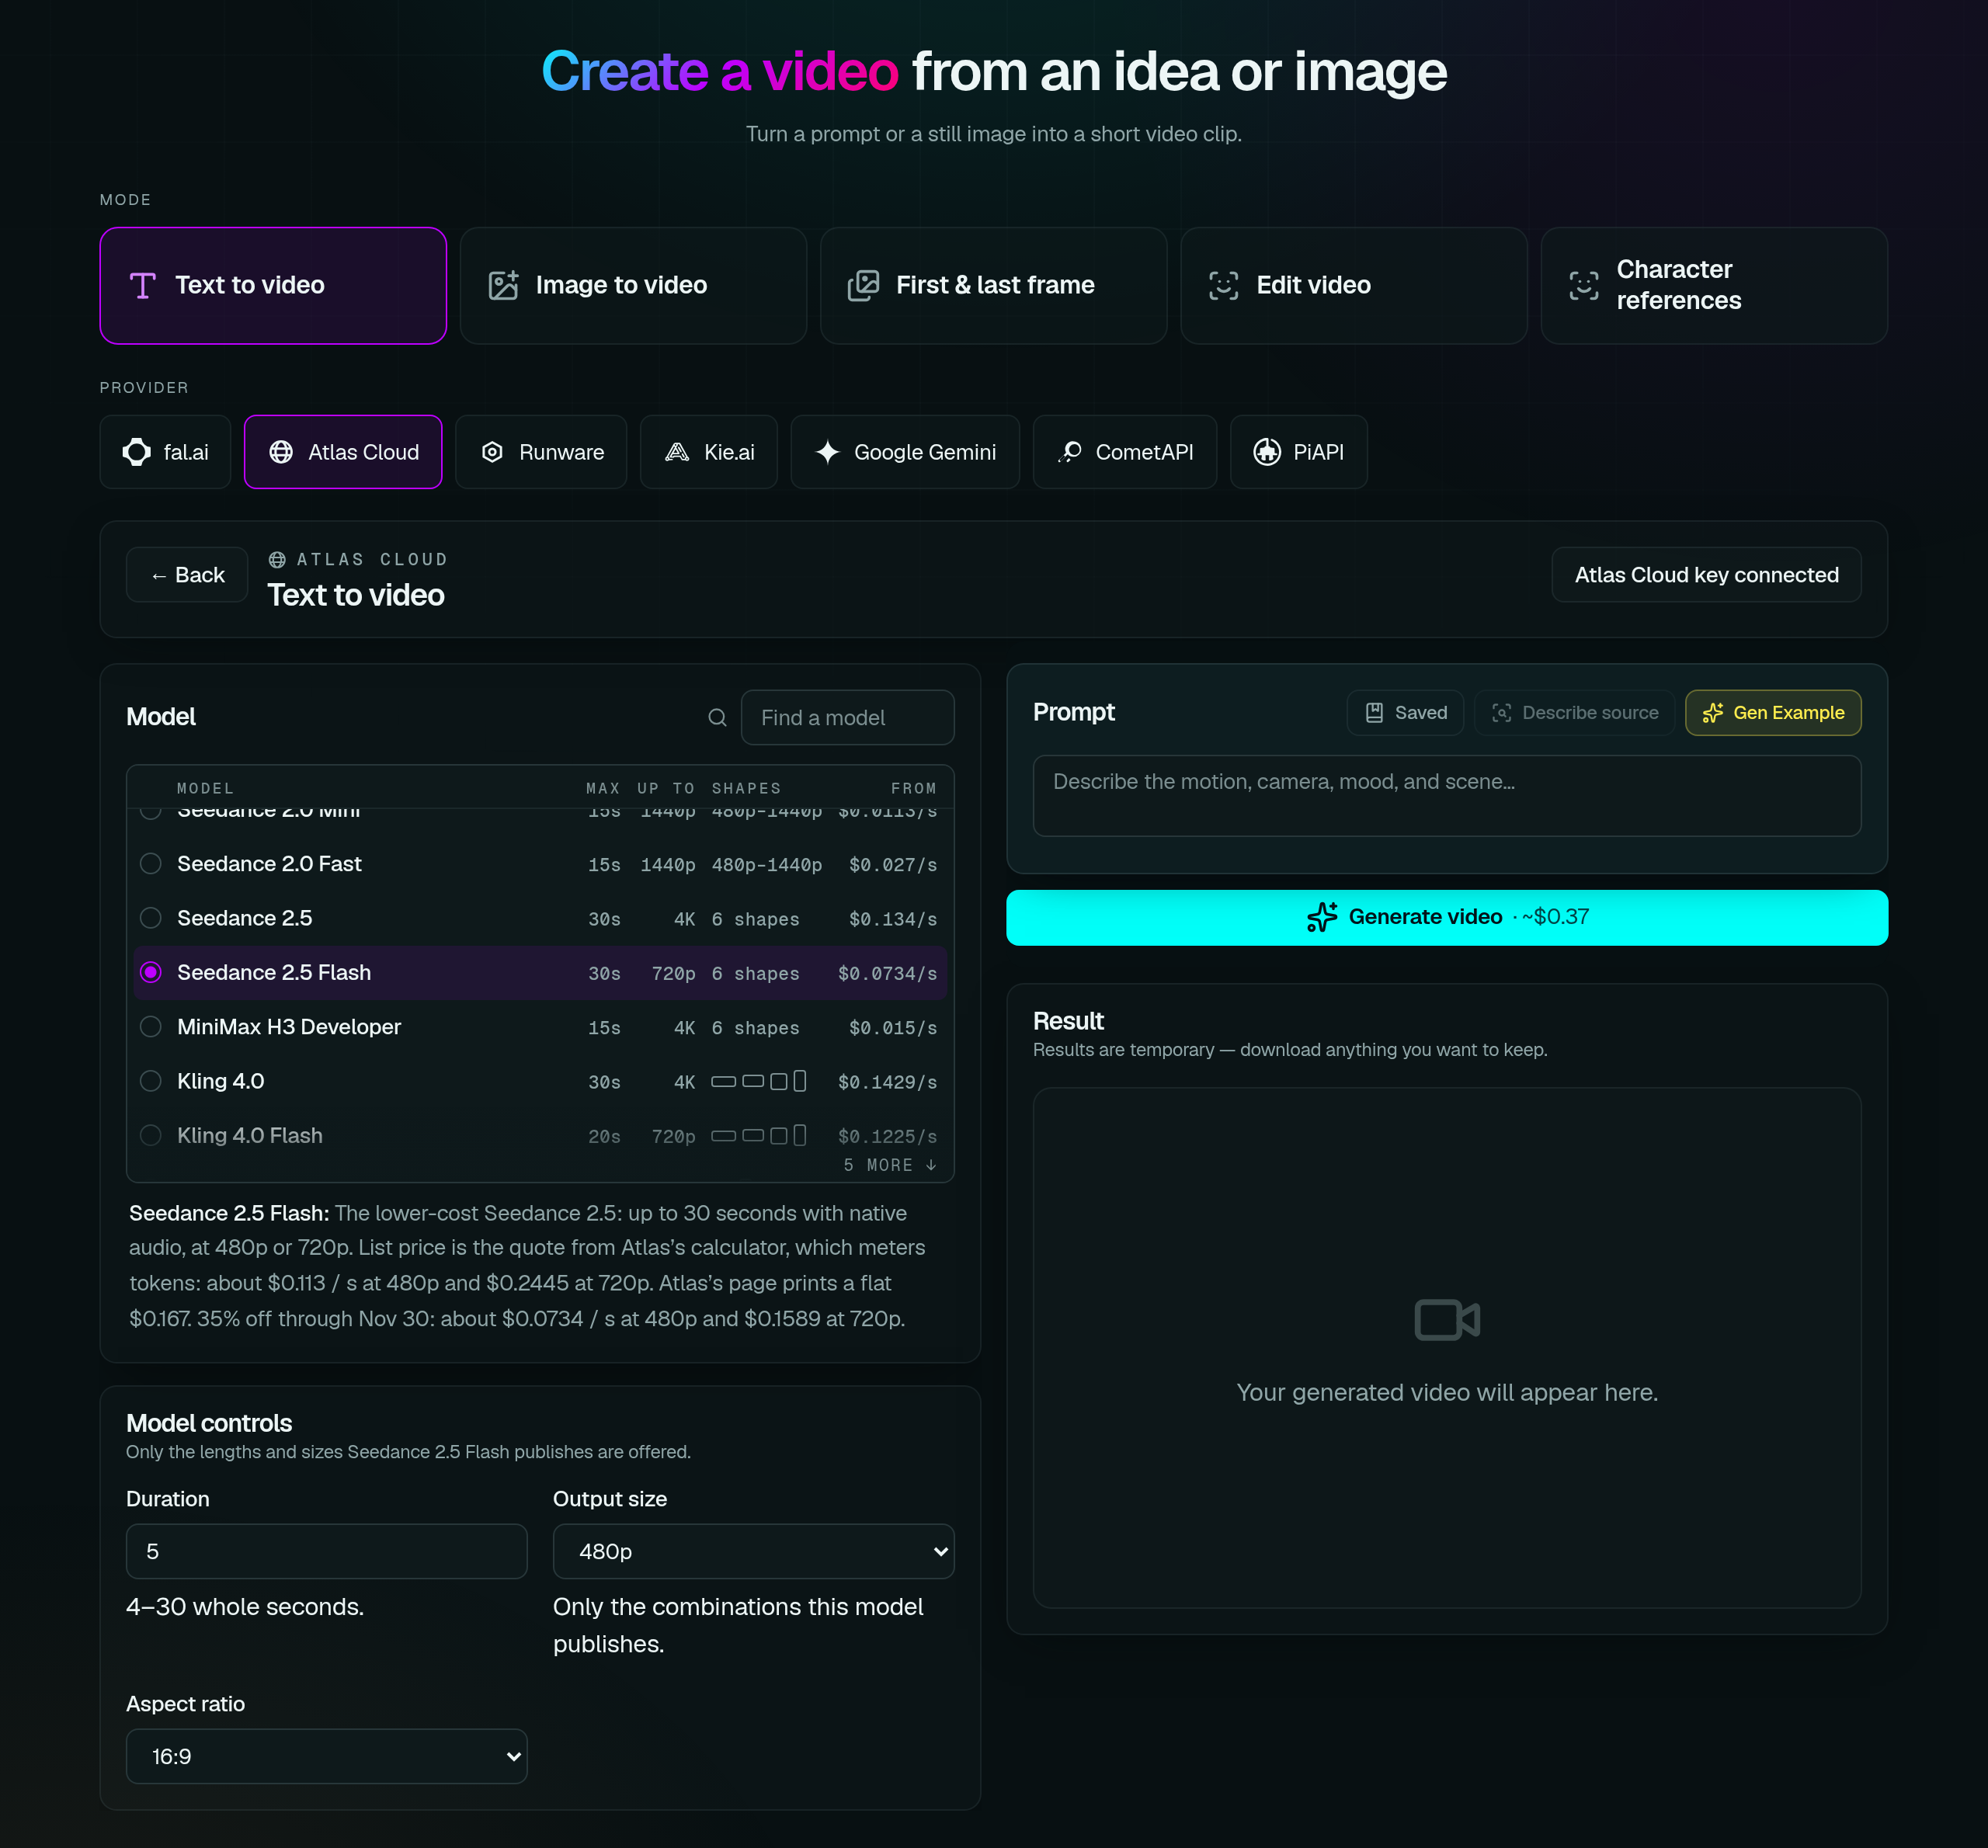 Create a video from an idea or image
Turn a prompt or a still image into a short video clip.
MODE
Text to video
Image to video
First & last frame
Edit video
Character
references
PROVIDER
fal.ai
Atlas Cloud
Runware
Kie.ai
Google Gemini
CometAPI
PiAPI
← Back
ATLAS CLOUD
Text to video
Atlas Cloud key connected
Model
Find a model
MODEL MAX UP TO SHAPES FROM
Seedance 2.0 Mini 15s 1440p 480p-1440p $0.0113/s
Seedance 2.0 Fast 15s 1440p 480p-1440p $0.027/s
Seedance 2.5 30s 4K 6 shapes $0.134/s
Seedance 2.5 Flash 30s 720p 6 shapes $0.0734/s
MiniMax H3 Developer 15s 4K 6 shapes $0.015/s
Kling 4.0 30s 4K $0.1429/s
Kling 4.0 Flash 20s 720p $0.1225/s
5 MORE ↓
Seedance 2.5 Flash: The lower-cost Seedance 2.5: up to 30 seconds with native
audio, at 480p or 720p. List price is the quote from Atlas’s calculator, which meters
tokens: about $0.113 / s at 480p and $0.2445 at 720p. Atlas’s page prints a flat
$0.167. 35% off through Nov 30: about $0.0734 / s at 480p and $0.1589 at 720p.
Model controls
Only the lengths and sizes Seedance 2.5 Flash publishes are offered.
Duration
5
4–30 whole seconds.
Output size
480p
Only the combinations this model
publishes.
Aspect ratio
16:9
Prompt
Saved
Describe source
Gen Example
Describe the motion, camera, mood, and scene…
Generate video · ~$0.37
Result
Results are temporary — download anything you want to keep.
Your generated video will appear here.